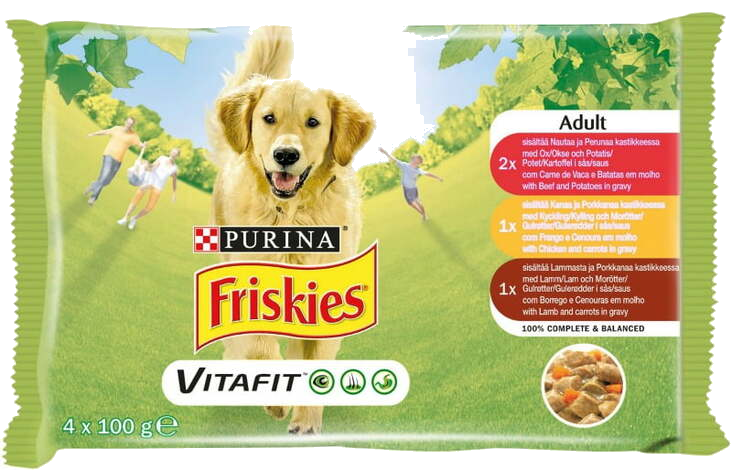 PURINA
Friskies
VITAFIT™
4 x 100 g ℮
Adult
2x
sisältää Nautaa ja Perunaa kastikkeessa
med Ox/Okse och Potatis/
Potet/Kartoffel i sås/saus
com Carne de Vaca e Batatas em molho
with Beef and Potatoes in gravy
1x
sisältää Kanaa ja Porkkanaa kastikkeessa
med Kyckling/Kylling och Morötter/
Gulrøtter/Gulerødder i sås/saus
com Frango e Cenoura em molho
with Chicken and carrots in gravy
1x
sisältää Lammasta ja Porkkanaa kastikkeessa
med Lamm/Lam och Morötter/
Gulrøtter/Gulerødder i sås/saus
com Borrego e Cenouras em molho
with Lamb and carrots in gravy
100% COMPLETE & BALANCED